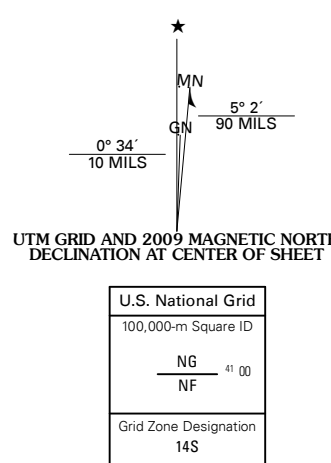 ★
MN
5° 2´
90 MILS
GN
0° 34´
10 MILS
UTM GRID AND 2009 MAGNETIC NORTH
DECLINATION AT CENTER OF SHEET
U.S. National Grid
100,000-m Square ID
NG
41 00
NF
Grid Zone Designation
14S